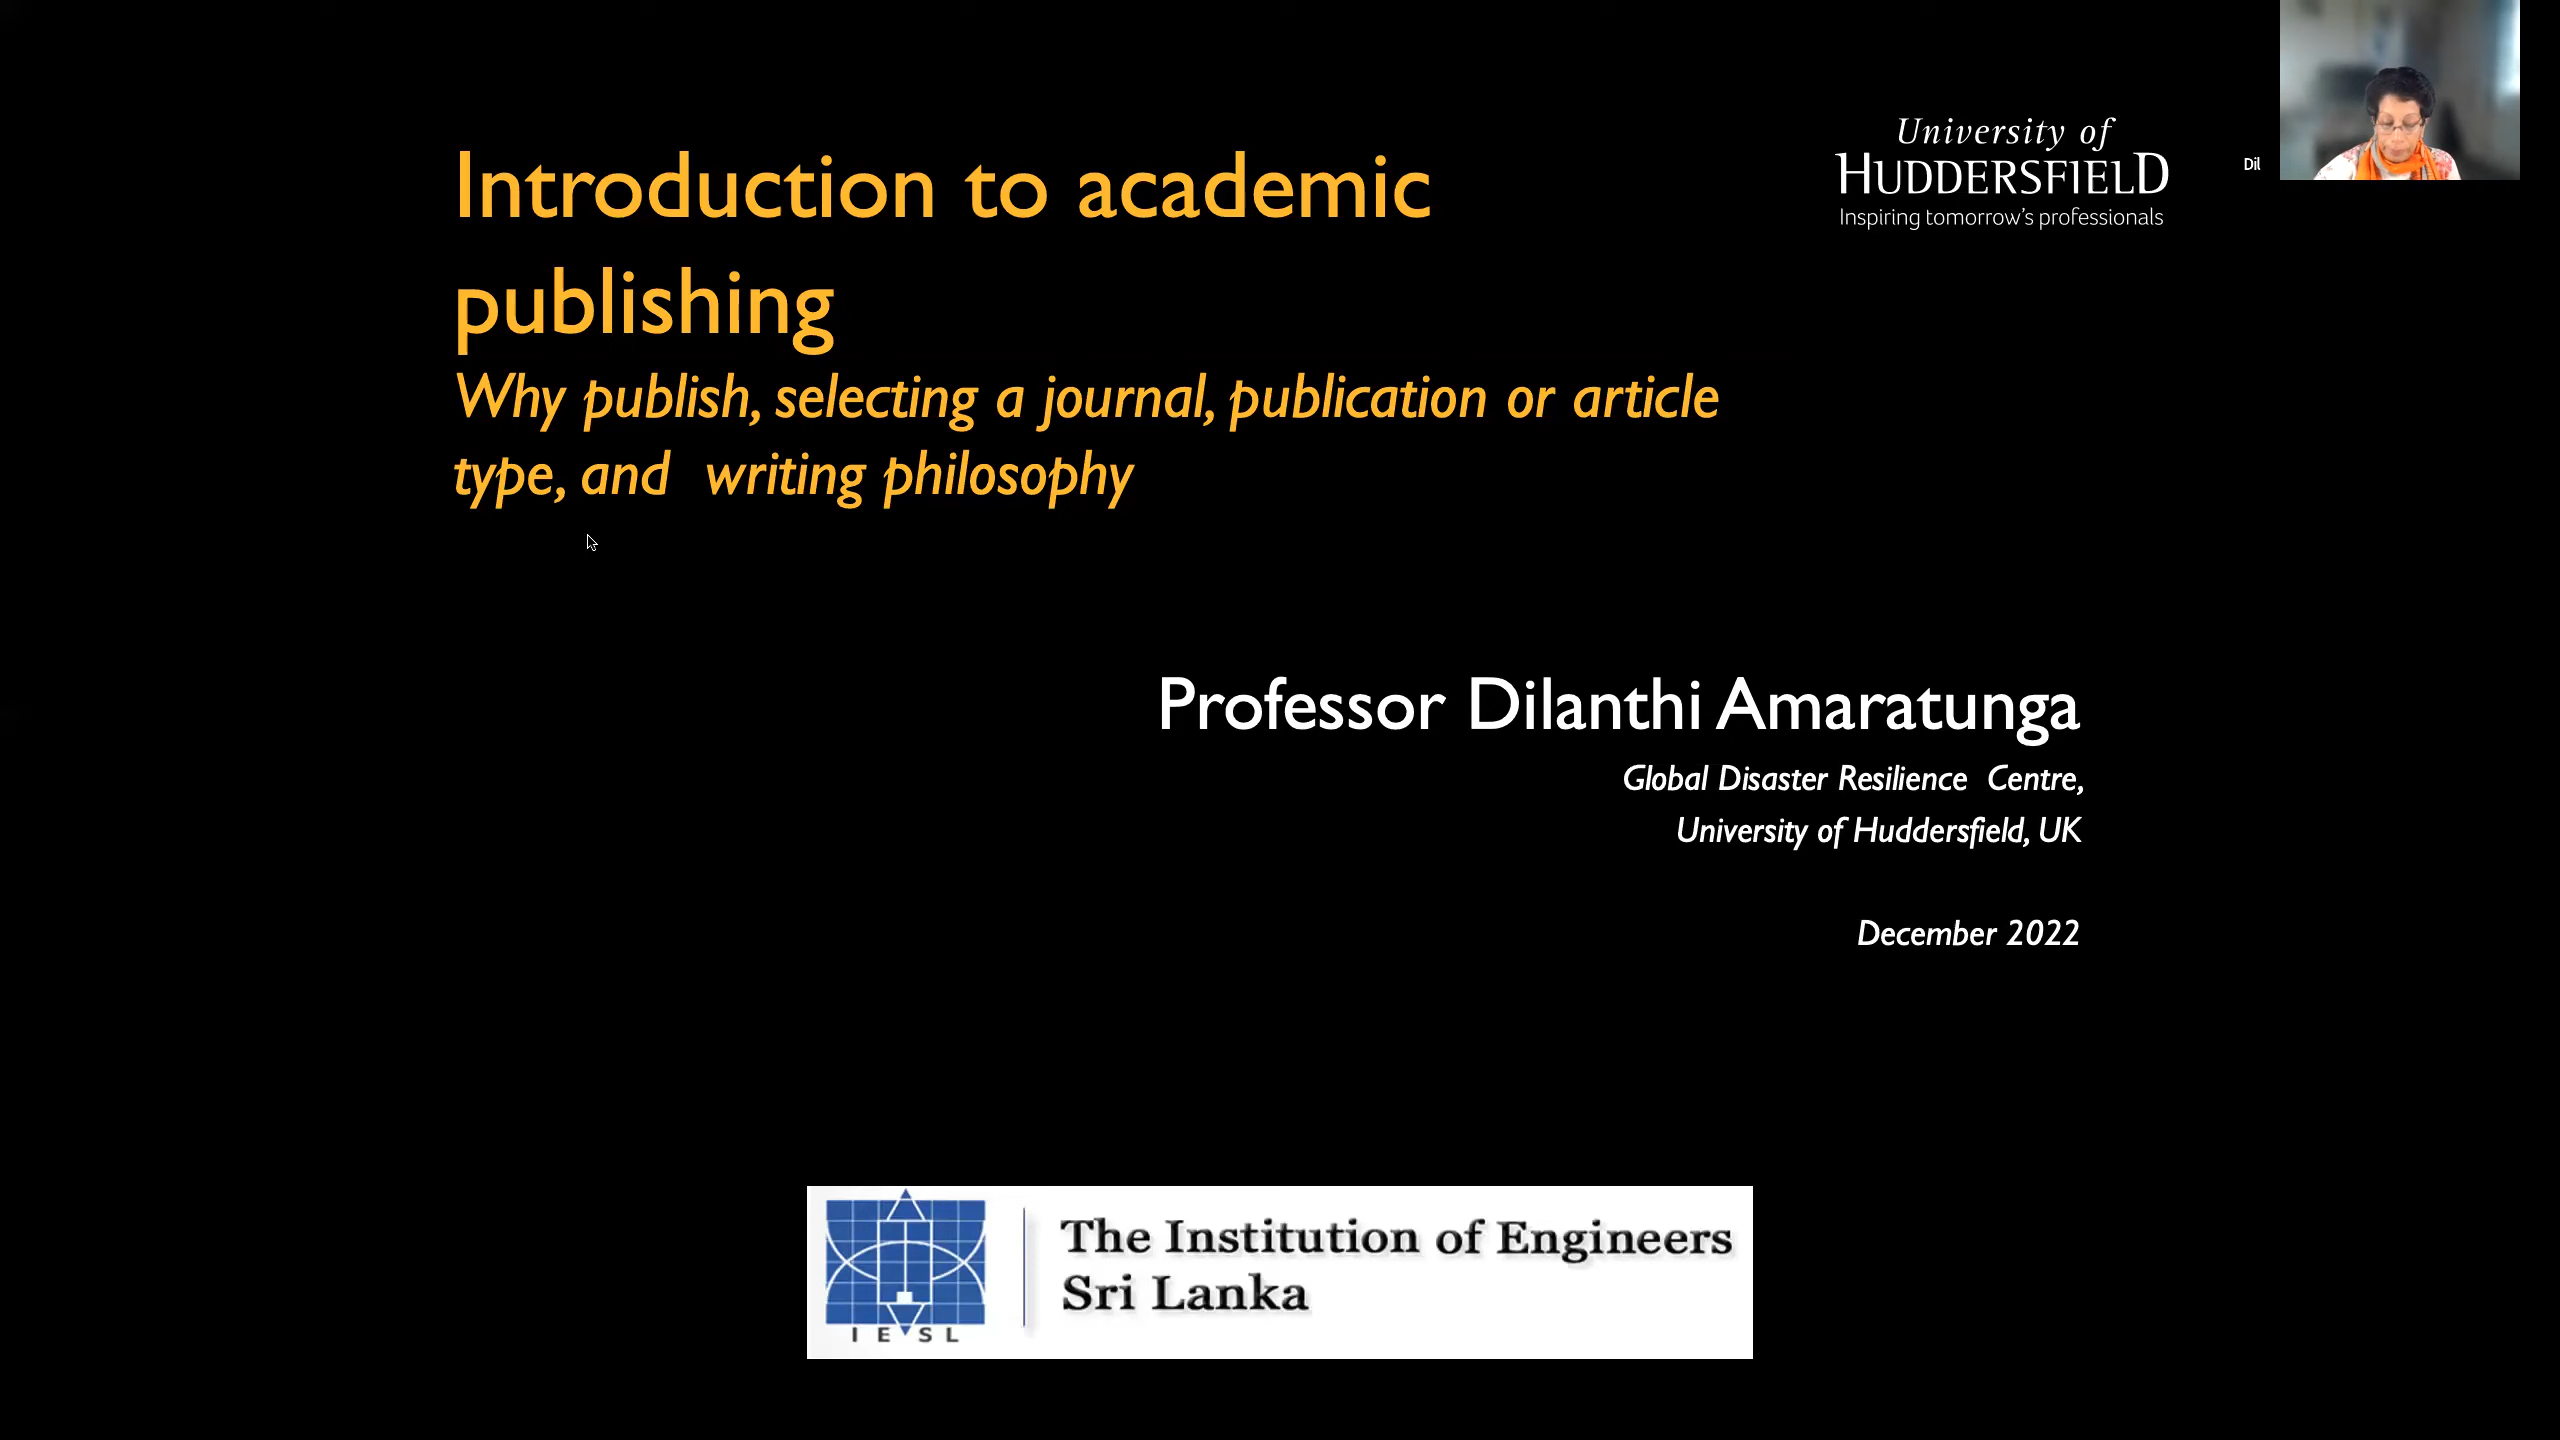 Introduction to academic
publishing
Why publish, selecting a journal, publication or article
type, and  writing philosophy
University of
HUDDERSFIELD
Inspiring tomorrow's professionals
Dil
Professor Dilanthi Amaratunga
Global Disaster Resilience  Centre,
University of Huddersfield, UK
December 2022
The Institution of Engineers
Sri Lanka
IESL